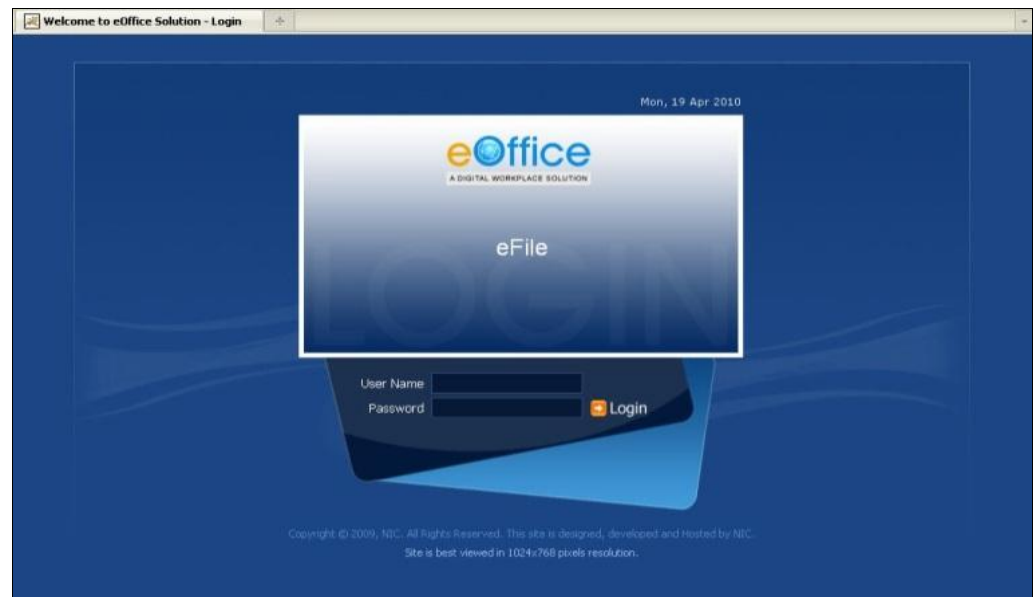 Welcome to eOffice Solution - Login
Mon, 19 Apr 2010
eOffice
A DIGITAL WORKPLACE SOLUTION
eFile
LOGIN
User Name
Password
Login
Copyright © 2009, NIC. All Rights Reserved. This site is designed, developed and Hosted by NIC.
Site is best viewed in 1024x768 pixels resolution.